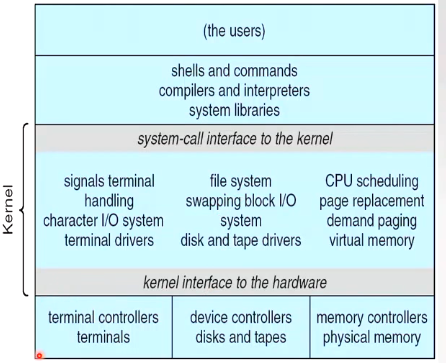 (the users)
shells and commands
compilers and interpreters
system libraries
system-call interface to the kernel
Kernel
signals terminal
handling
character I/O system
terminal drivers
file system
swapping block I/O
system
disk and tape drivers
CPU scheduling
page replacement
demand paging
virtual memory
kernel interface to the hardware
terminal controllers
terminals
device controllers
disks and tapes
memory controllers
physical memory